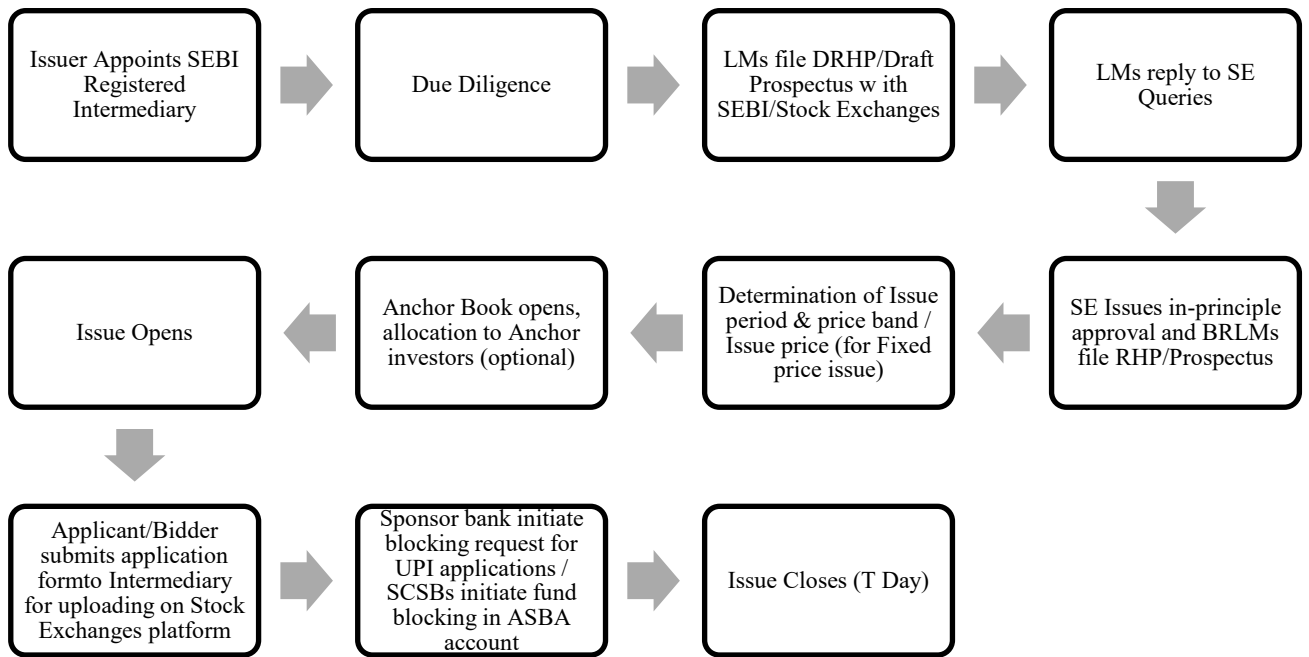 Issuer Appoints SEBI
Registered
Intermediary
Due Diligence
LMs file DRHP/Draft
Prospectus w ith
SEBI/Stock Exchanges
LMs reply to SE
Queries
SE Issues in-principle
approval and BRLMs
file RHP/Prospectus
Determination of Issue
period & price band /
Issue price (for Fixed
price issue)
Anchor Book opens,
allocation to Anchor
investors (optional)
Issue Opens
Applicant/Bidder
submits application
formto Intermediary
for uploading on Stock
Exchanges platform
Sponsor bank initiate
blocking request for
UPI applications /
SCSBs initiate fund
blocking in ASBA
account
Issue Closes (T Day)